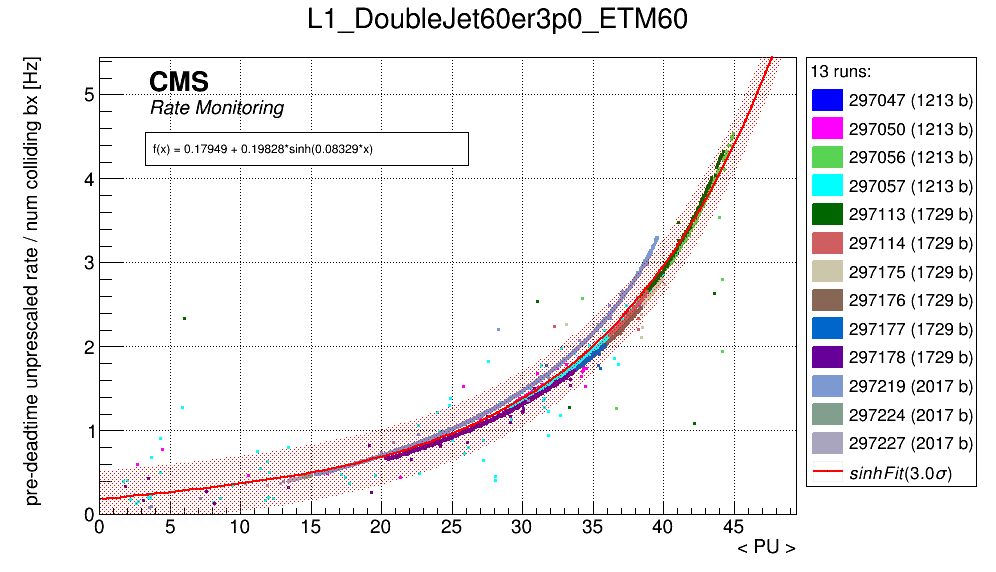 L1_DoubleJet60er3p0_ETM60
pre-deadtime unprescaled rate / num colliding bx [Hz]
CMS
Rate Monitoring
f(x) = 0.17949 + 0.19828*sinh(0.08329*x)
5
4
3
2
1
0
0 5 10 15 20 25 30 35 40 45
< PU >
13 runs:
297047 (1213 b)
297050 (1213 b)
297056 (1213 b)
297057 (1213 b)
297113 (1729 b)
297114 (1729 b)
297175 (1729 b)
297176 (1729 b)
297177 (1729 b)
297178 (1729 b)
297219 (2017 b)
297224 (2017 b)
297227 (2017 b)
sinhFit(3.0σ)